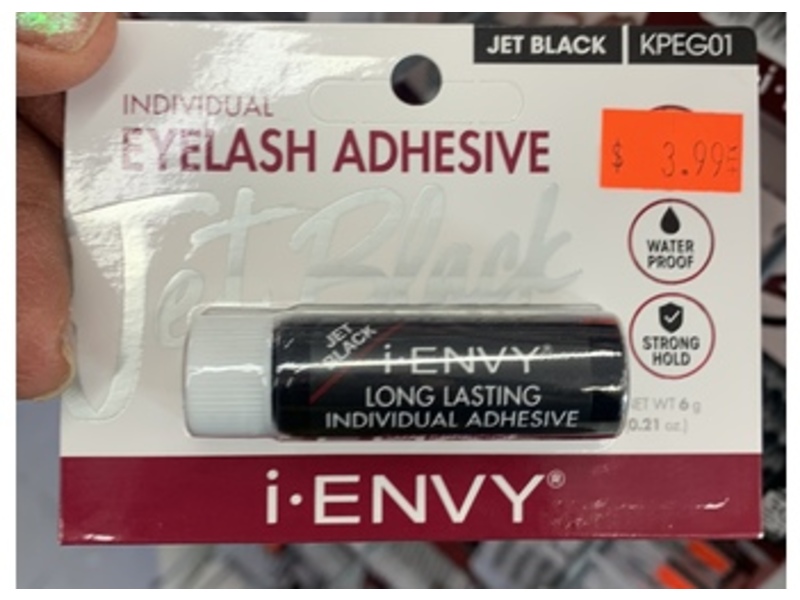 JET BLACK | KPEG01
INDIVIDUAL
EYELASH ADHESIVE
$ 3.99
Jet Black
WATER
PROOF
STRONG
HOLD
JET
BLACK
i·ENVY®
LONG LASTING
INDIVIDUAL ADHESIVE
NET WT 6 g
(0.21 oz.)
i·ENVY®